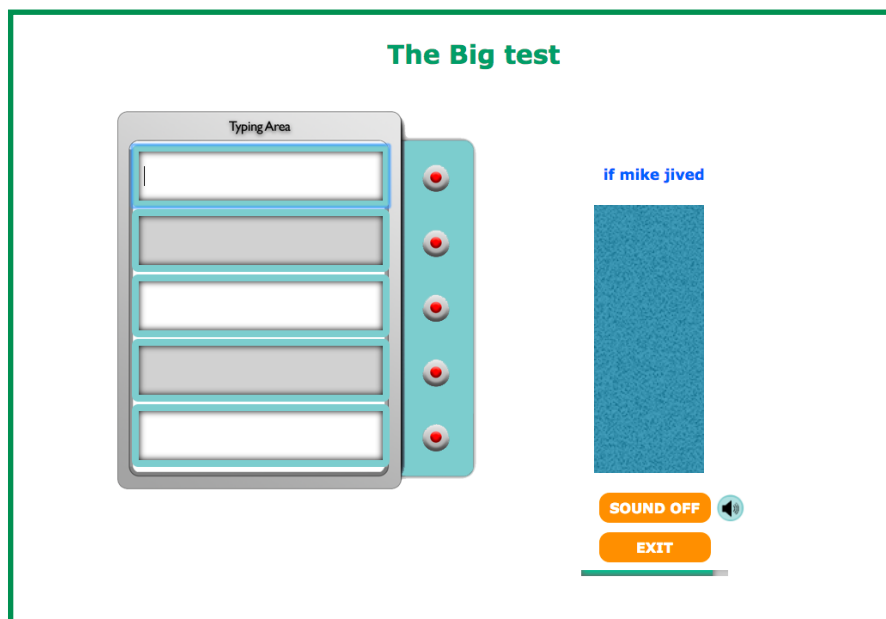 The Big test
Typing Area
if mike jived
SOUND OFF
EXIT